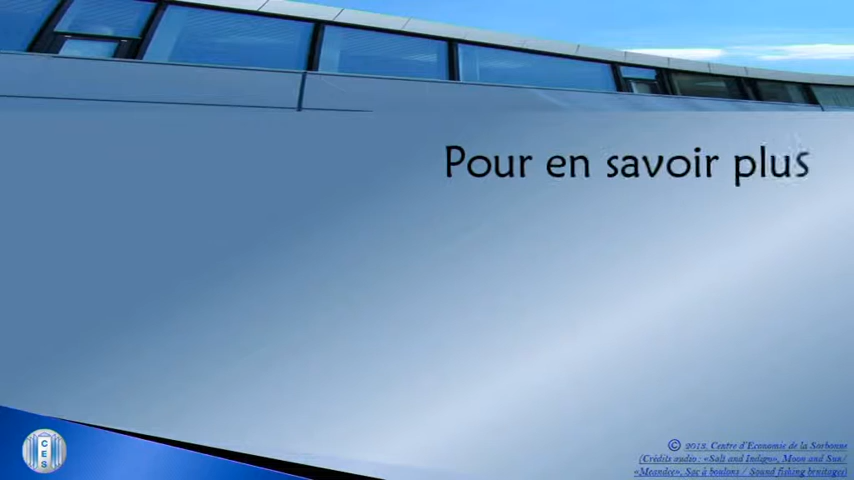 Pour en savoir plus
CES
© 2013, Centre d'Economie de la Sorbonne
(Crédits audio : «Salt and Indigo», Moon and Sun/
«Meandee», Sac à boulons / Sound fishing bruitages)